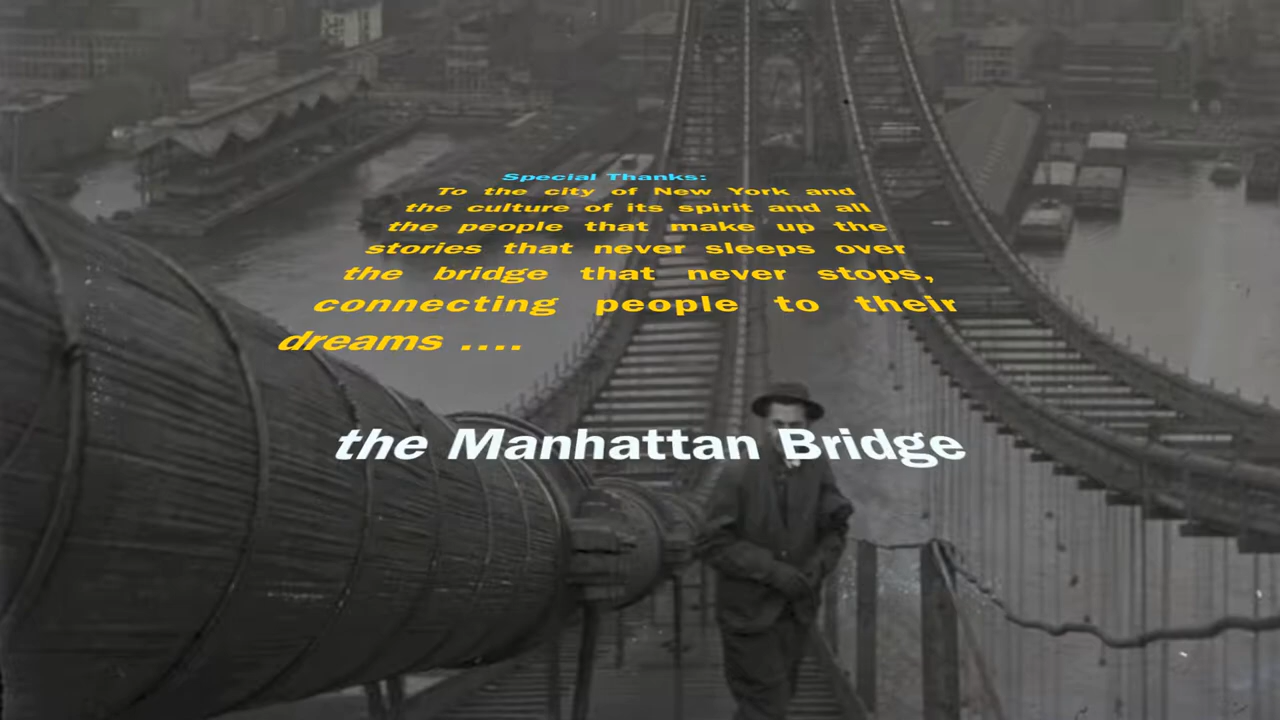 Special Thanks:
To the city of New York and
the culture of its spirit and all
the people that make up the
stories that never sleeps over
the bridge that never stops,
connecting people to their
dreams ....
the Manhattan Bridge